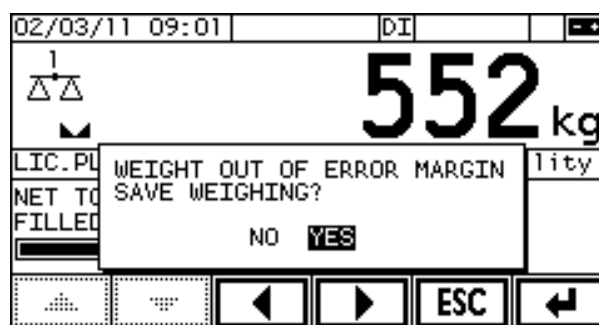 02/03/11 09:01 DI
1
552 kg
LIC.PL lity
WEIGHT OUT OF ERROR MARGIN
SAVE WEIGHING?
NET TO
FILLED
NO YES
ESC